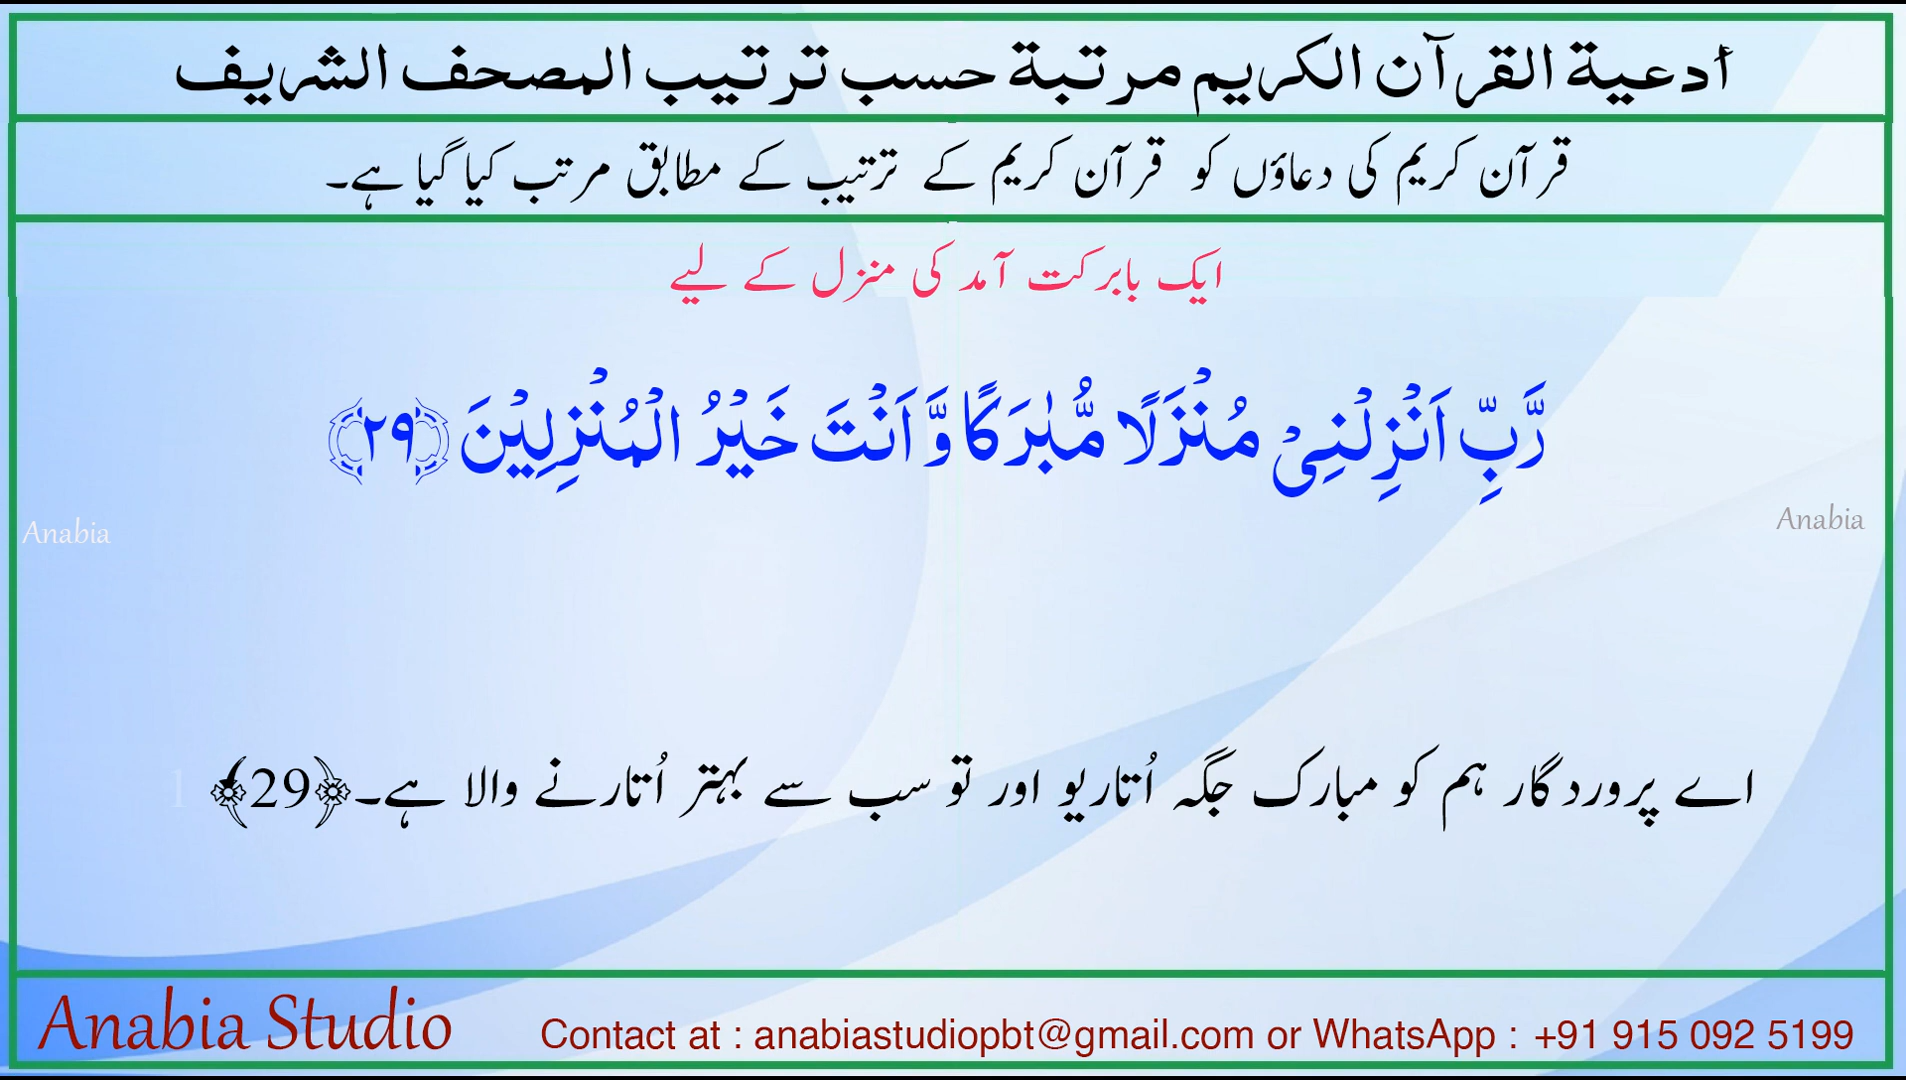 أدعية القرآن الكريم مرتبة حسب ترتيب المصحف الشريف
قرآن کریم کی دعاؤں کو قرآن کریم کے ترتیب کے مطابق مرتب کیا گیا ہے۔
ایک بابرکت آمد کی منزل کے لیے
رَّبِّ اَنْزِلْنِىْ مُنْزَلًا مُّبٰرَكًا وَّاَنْتَ خَيْرُ الْمُنْزِلِيْنَ ﴿٢٩﴾
Anabia
Anabia
اے پروردگار ہم کو مبارک جگہ اُتاریو اور تو سب سے بہتر اُتارنے والا ہے۔﴿29﴾
1
Anabia Studio
Contact at : anabiastudiopbt@gmail.com or WhatsApp : +91 915 092 5199